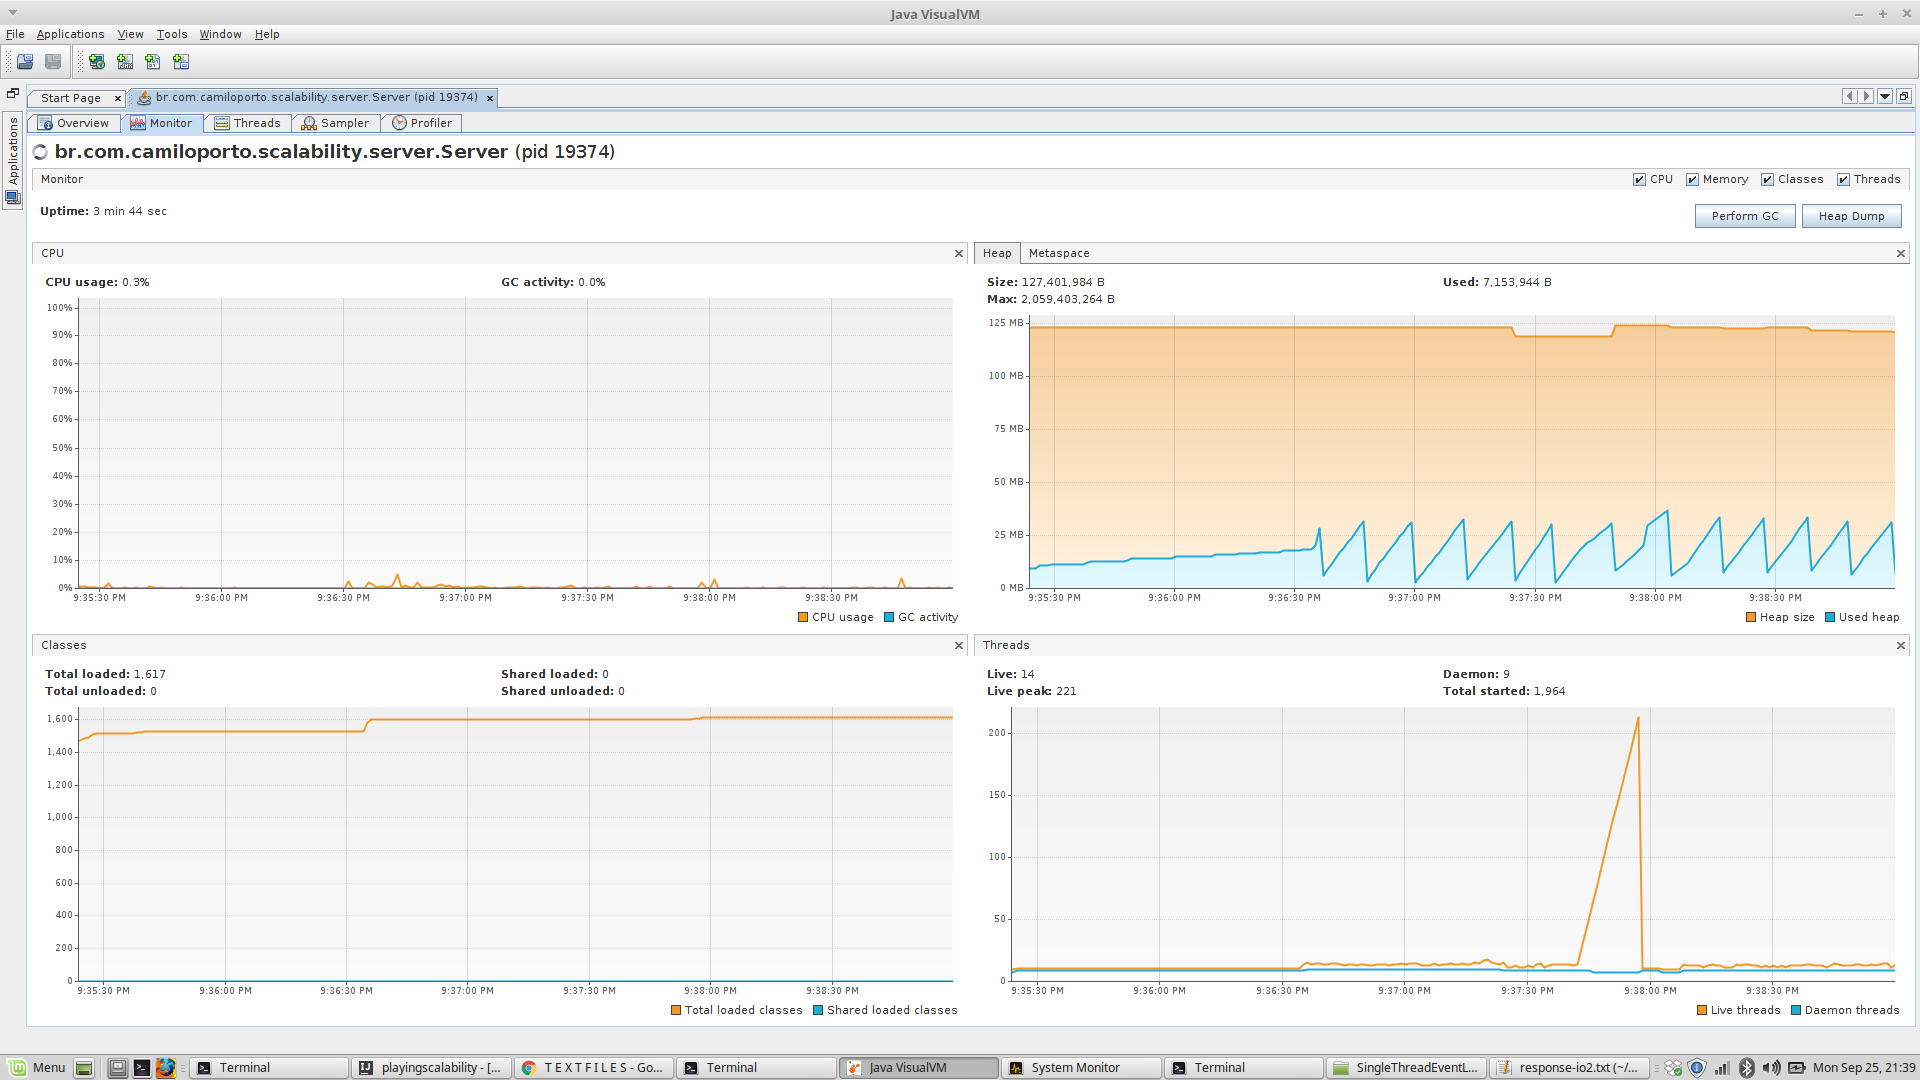 Java VisualVM
File Applications View Tools Window Help
Start Page
br.com.camiloporto.scalability.server.Server (pid 19374)
Applications
Overview Monitor Threads Sampler Profiler
br.com.camiloporto.scalability.server.Server (pid 19374)
Monitor
CPU Memory Classes Threads
Uptime: 3 min 44 sec
Perform GC Heap Dump
CPU
CPU usage: 0.3% GC activity: 0.0%
100%
90%
80%
70%
60%
50%
40%
30%
20%
10%
0%
9:35:30 PM 9:36:00 PM 9:36:30 PM 9:37:00 PM 9:37:30 PM 9:38:00 PM 9:38:30 PM
CPU usage GC activity
Heap Metaspace
Size: 127,401,984 B Used: 7,153,944 B
Max: 2,059,403,264 B
125 MB
100 MB
75 MB
50 MB
25 MB
0 MB
9:35:30 PM 9:36:00 PM 9:36:30 PM 9:37:00 PM 9:37:30 PM 9:38:00 PM 9:38:30 PM
Heap size Used heap
Classes
Total loaded: 1,617 Shared loaded: 0
Total unloaded: 0 Shared unloaded: 0
1,600
1,400
1,200
1,000
800
600
400
200
0
9:35:30 PM 9:36:00 PM 9:36:30 PM 9:37:00 PM 9:37:30 PM 9:38:00 PM 9:38:30 PM
Total loaded classes Shared loaded classes
Threads
Live: 14 Daemon: 9
Live peak: 221 Total started: 1,964
200
150
100
50
0
9:35:30 PM 9:36:00 PM 9:36:30 PM 9:37:00 PM 9:37:30 PM 9:38:00 PM 9:38:30 PM
Live threads Daemon threads
Menu Terminal playingscalability - [... T E X T F I L E S - Go... Terminal Java VisualVM System Monitor Terminal SingleThreadEventL... response-io2.txt (~/... Mon Sep 25, 21:39